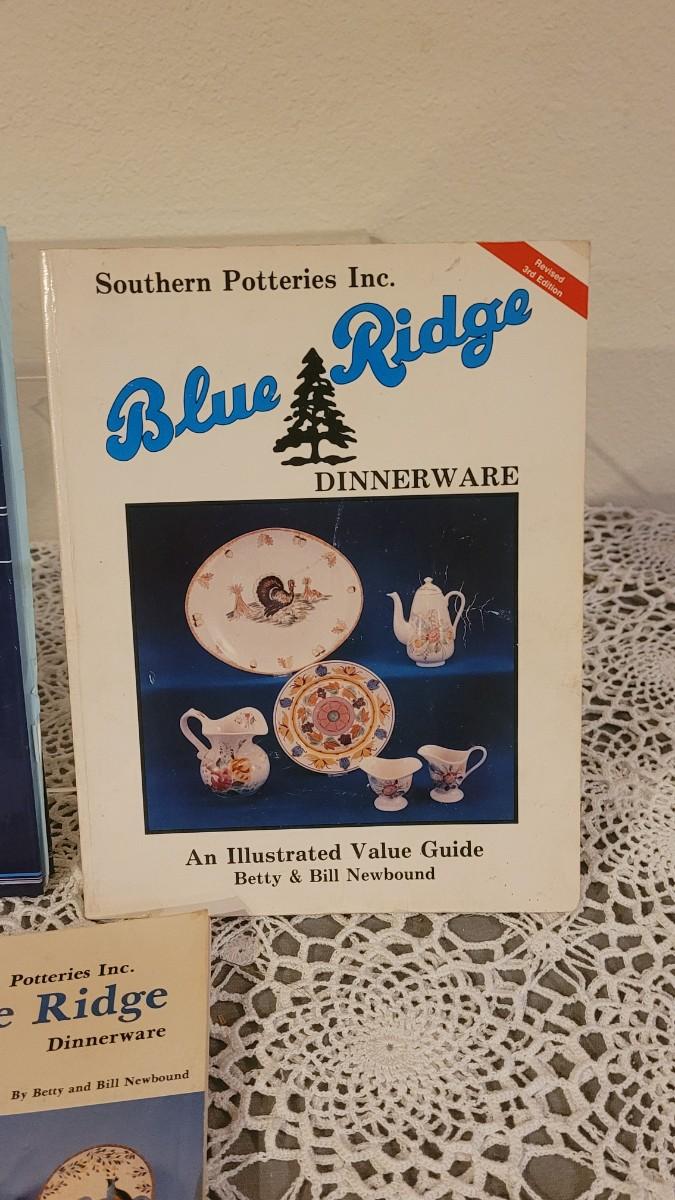 Southern Potteries Inc.
Revised
3rd Edition
Blue Ridge
DINNERWARE
An Illustrated Value Guide
Betty & Bill Newbound
Potteries Inc.
e Ridge
Dinnerware
By Betty and Bill Newbound